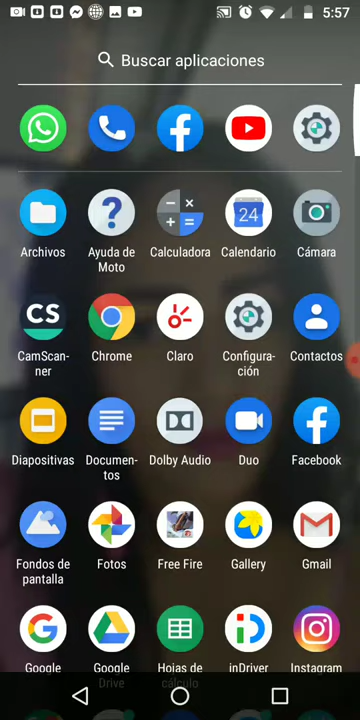 5:57
Buscar aplicaciones
Archivos
Ayuda de
Moto
Calculadora
24
Calendario
Cámara
CS
CamScan-
ner
Chrome
Claro
Configura-
ción
Contactos
Diapositivas
Documen-
tos
Dolby Audio
Duo
Facebook
Fondos de
pantalla
Fotos
Free Fire
Gallery
Gmail
Google
Google
Drive
Hojas de
cálculo
inDriver
Instagram